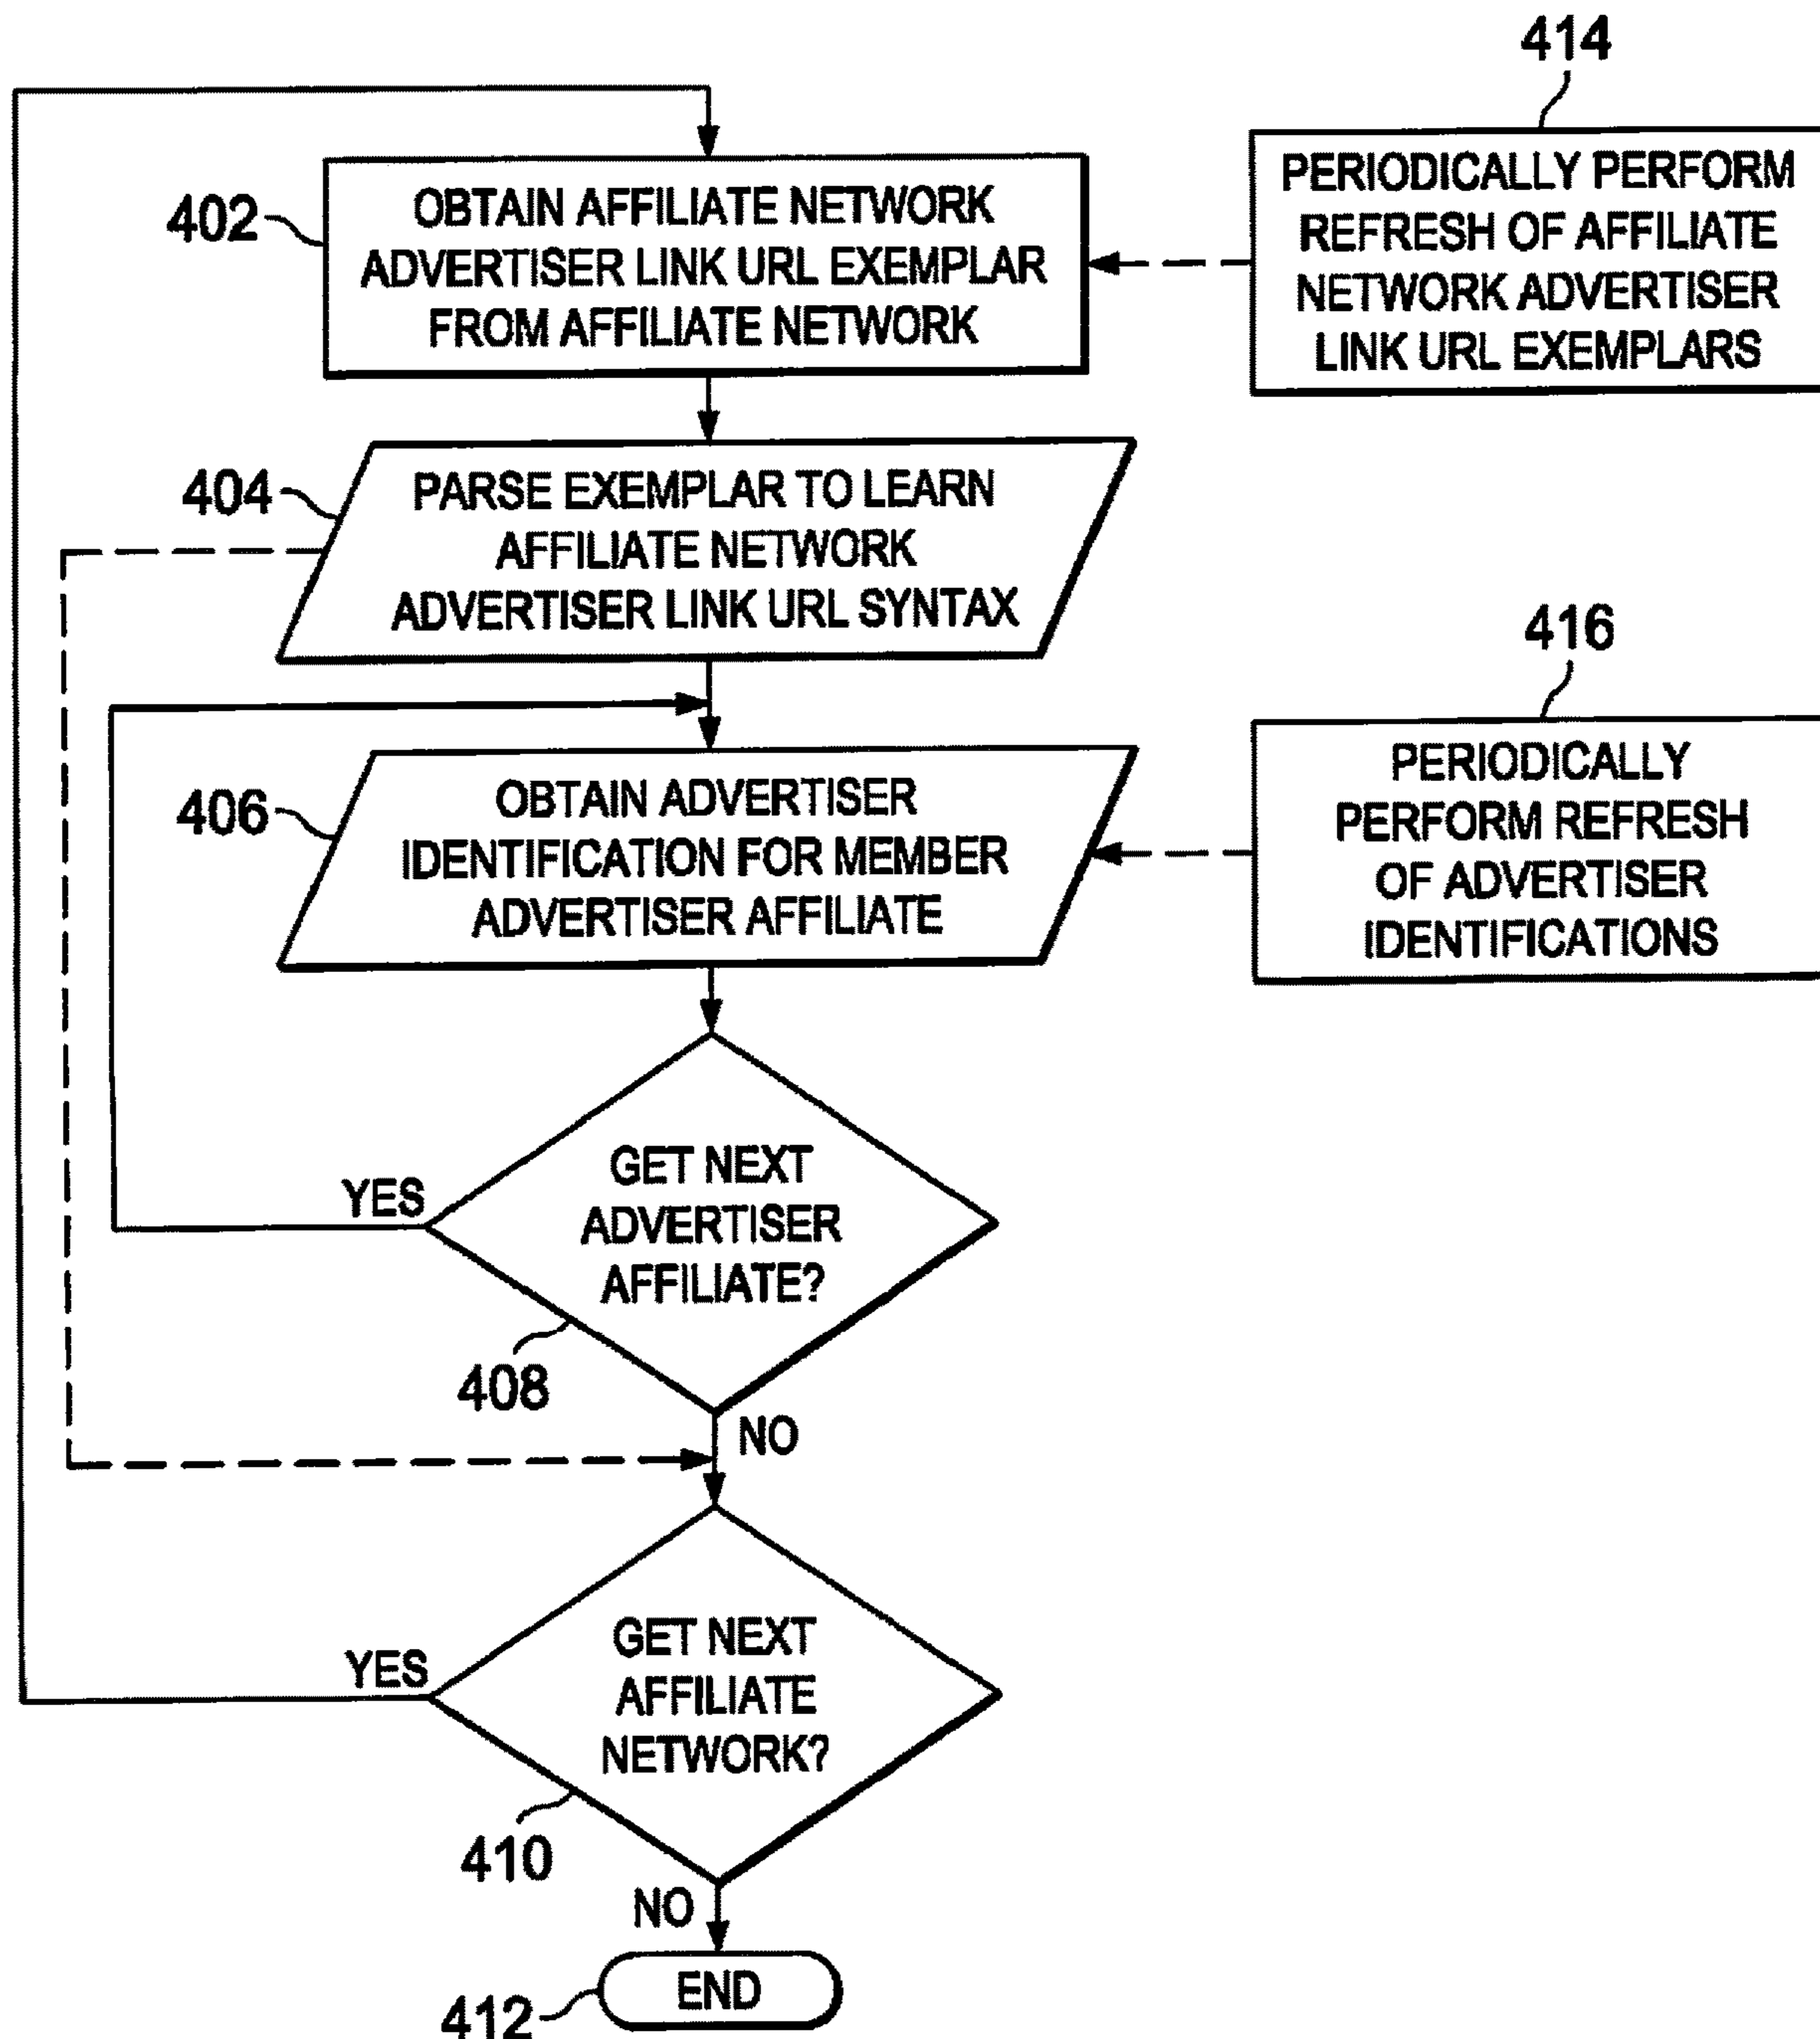 414
402
OBTAIN AFFILIATE NETWORK
ADVERTISER LINK URL EXEMPLAR
FROM AFFILIATE NETWORK
PERIODICALLY PERFORM
REFRESH OF AFFILIATE
NETWORK ADVERTISER
LINK URL EXEMPLARS
404
PARSE EXEMPLAR TO LEARN
AFFILIATE NETWORK
ADVERTISER LINK URL SYNTAX
416
406
OBTAIN ADVERTISER
IDENTIFICATION FOR MEMBER
ADVERTISER AFFILIATE
PERIODICALLY
PERFORM REFRESH
OF ADVERTISER
IDENTIFICATIONS
YES
GET NEXT
ADVERTISER
AFFILIATE?
408
NO
YES
GET NEXT
AFFILIATE
NETWORK?
410
NO
END
412